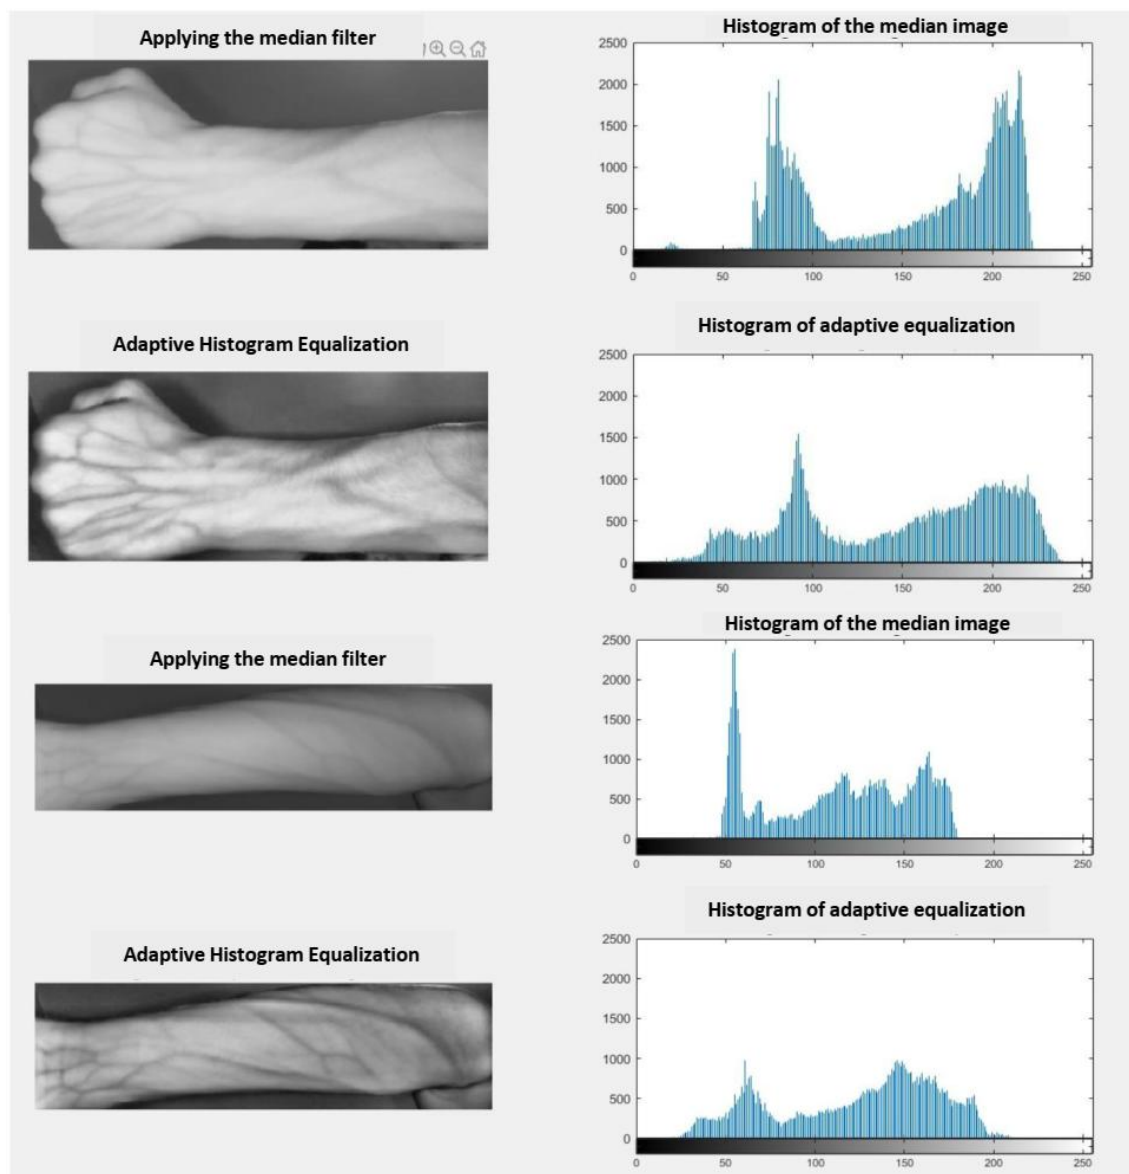 Applying the median filter
Histogram of the median image
2500
2000
1500
1000
500
0
0 50 100 150 200 250
Adaptive Histogram Equalization
Histogram of adaptive equalization
2500
2000
1500
1000
500
0
0 50 100 150 200 250
Applying the median filter
Histogram of the median image
2500
2000
1500
1000
500
0
0 50 100 150 200 250
Adaptive Histogram Equalization
Histogram of adaptive equalization
2500
2000
1500
1000
500
0
0 50 100 150 200 250